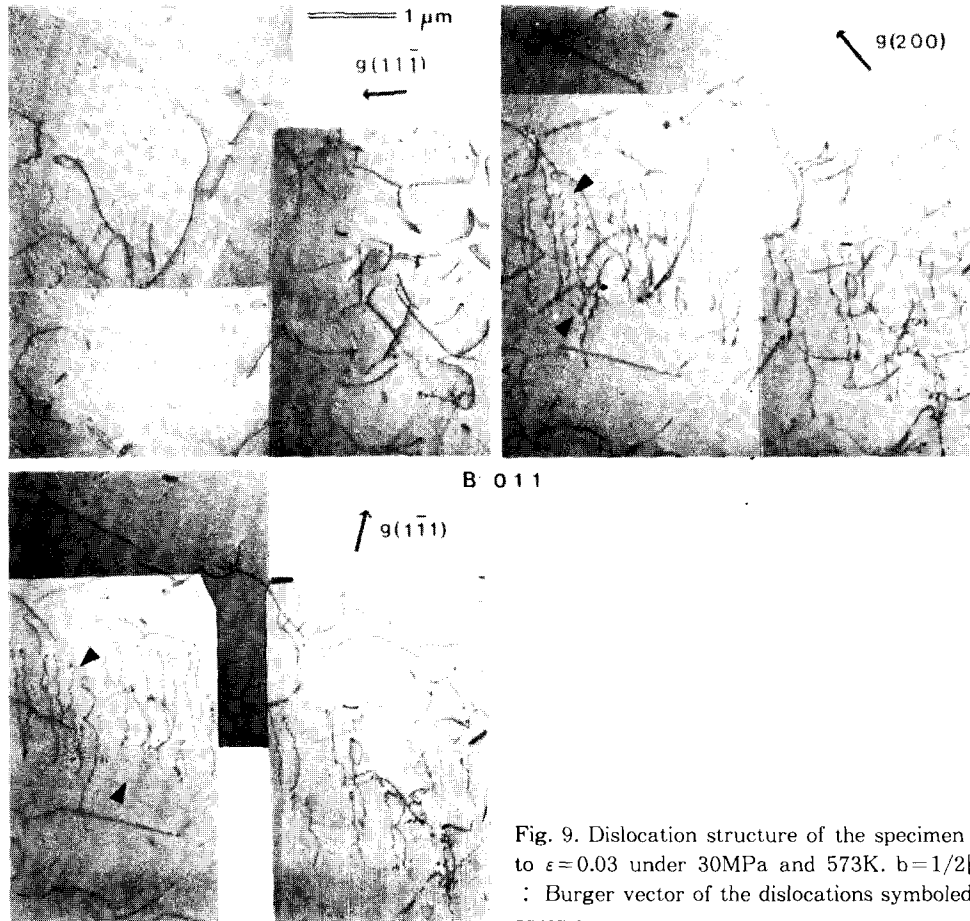 1 μm
g(11̄1̄)
g(200)
B 011
g(11̄1)
Fig. 9. Dislocation structure of the specimen
to ε=0.03 under 30MPa and 573K. b=1/2
: Burger vector of the dislocations symboled